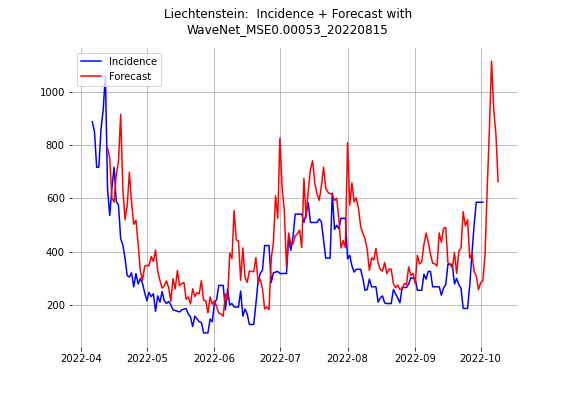 Liechtenstein:  Incidence + Forecast with
WaveNet_MSE0.00053_20220815
Incidence
Forecast
1000
800
600
400
200
2022-04 2022-05 2022-06 2022-07 2022-08 2022-09 2022-10